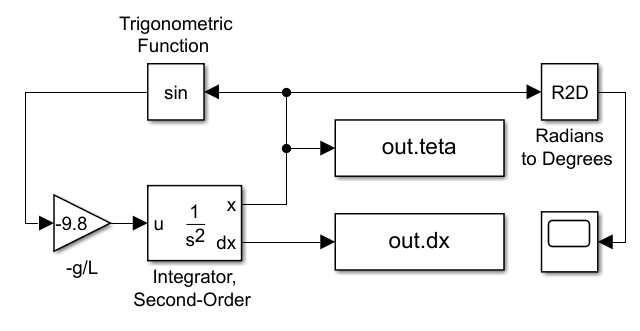 Trigonometric
Function
sin
R2D
Radians
to Degrees
out.teta
-9.8
-g/L
u
1
s2
x
dx
Integrator,
Second-Order
out.dx